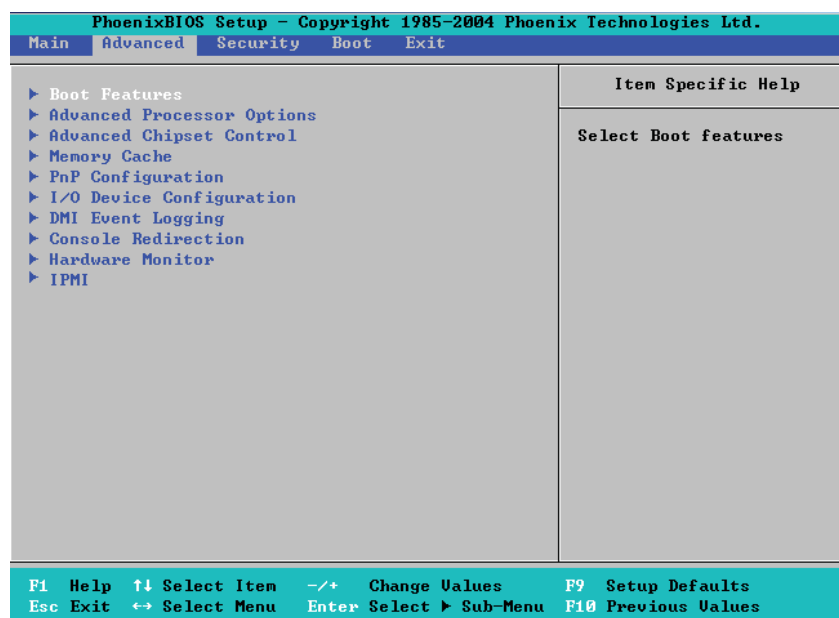 PhoenixBIOS Setup - Copyright 1985-2004 Phoenix Technologies Ltd.
Main Advanced Security Boot Exit
Item Specific Help
▶ Boot Features
▶ Advanced Processor Options
▶ Advanced Chipset Control
▶ Memory Cache
▶ PnP Configuration
▶ I/O Device Configuration
▶ DMI Event Logging
▶ Console Redirection
▶ Hardware Monitor
▶ IPMI
Select Boot features
F1 Help ↑↓ Select Item -/+ Change Values F9 Setup Defaults
Esc Exit ↔ Select Menu Enter Select ▶ Sub-Menu F10 Previous Values